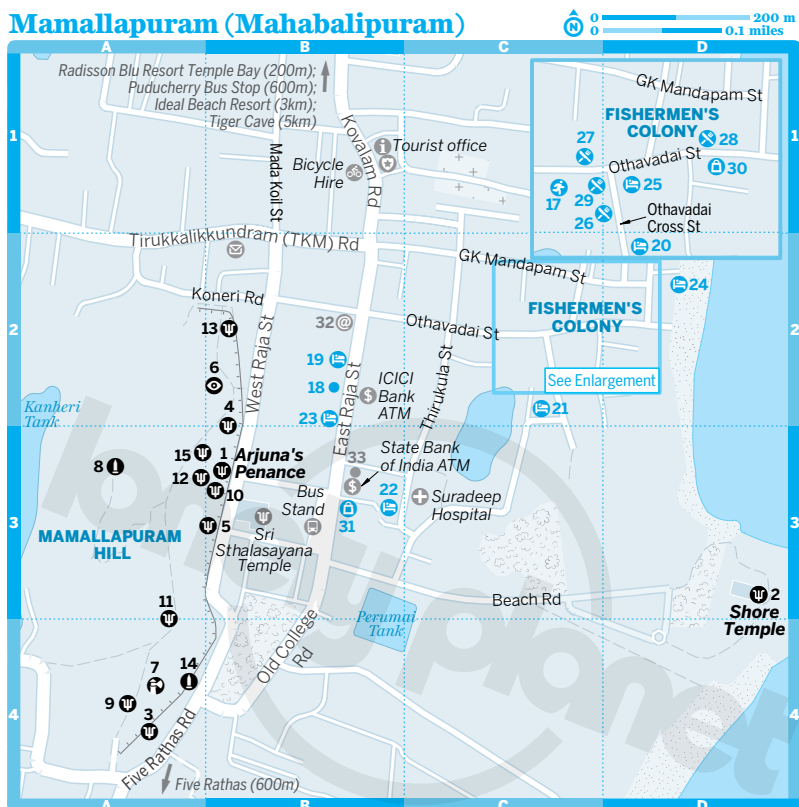 Mamallapuram (Mahabalipuram)
N
0 200 m
0 0.1 miles
A B C D
Radisson Blu Resort Temple Bay (200m);
Puducherry Bus Stop (600m);
Ideal Beach Resort (3km);
Tiger Cave (5km)
1
Kovalam Rd
Tourist office
Bicycle
Hire
Mada Koil St
GK Mandapam St
FISHERMEN'S
COLONY
28
27
Othavadai St
30
17
29
25
26
Othavadai
Cross St
20
1
Tirukkalikkundram (TKM) Rd
GK Mandapam St
24
Koneri Rd
13
32
Othavadai St
FISHERMEN'S
COLONY
2
2
West Raja St
19
6
18
ICICI
Bank
ATM
Thirukula St
See Enlargement
East Raja St
23
21
Kanheri
Tank
4
15
1
Arjuna's
Penance
8
12
10
33
State Bank
of India ATM
Bus
Stand
22
Suradeep
Hospital
31
3
3
5
MAMALLAPURAM
HILL
Sri
Sthalasayana
Temple
Beach Rd
2
Shore
Temple
11
Perumai
Tank
Old College
Rd
7
14
9
3
4
4
Five Rathas Rd
Five Rathas (600m)
A B C D
lonely planet